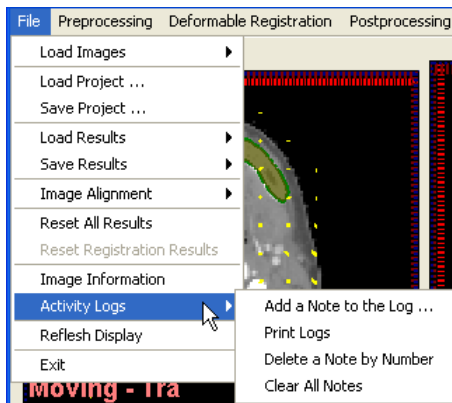 File Preprocessing Deformable Registration Postprocessing
Load Images
Load Project ...
Save Project ...
Load Results
Save Results
Image Alignment
Reset All Results
Reset Registration Results
Image Information
Activity Logs
Add a Note to the Log ...
Print Logs
Delete a Note by Number
Clear All Notes
Reflesh Display
Exit
Moving - Tra